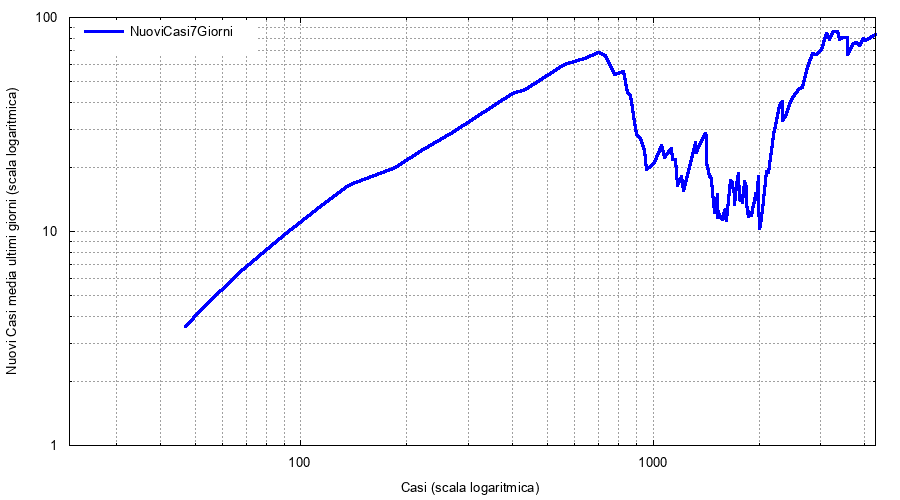 100
NuoviCasi7Giorni
10
1
Nuovi Casi media ultimi giorni (scala logaritmica)
100
1000
Casi (scala logaritmica)